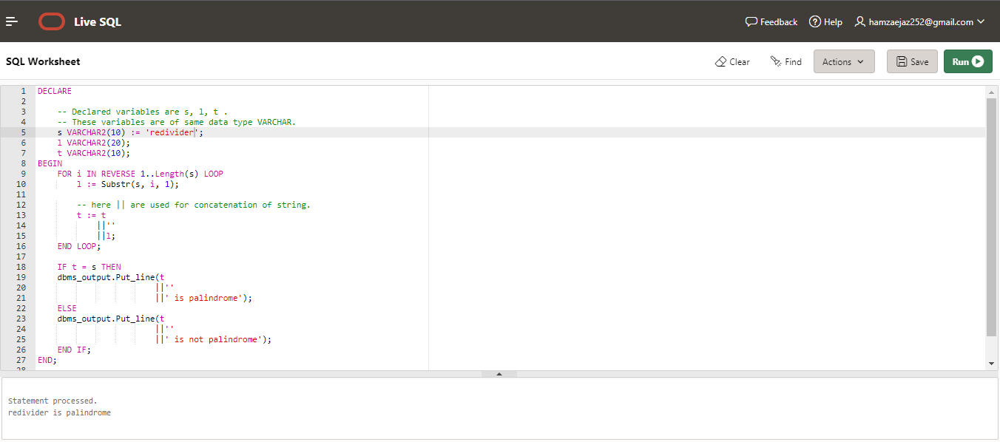 Live SQL
Feedback
Help
hamzaejaz252@gmail.com
SQL Worksheet
Clear
Find
Actions
Save
Run
1 DECLARE
2
3 -- Declared variables are s, l, t .
4 -- These variables are of same data type VARCHAR.
5 s VARCHAR2(10) := 'redivider';
6 l VARCHAR2(20);
7 t VARCHAR2(10);
8 BEGIN
9 FOR i IN REVERSE 1..Length(s) LOOP
10 l := Substr(s, i, 1);
11
12 -- here || are used for concatenation of string.
13 t := t
14 ||''
15 ||l;
16 END LOOP;
17
18 IF t = s THEN
19 dbms_output.Put_line(t
20 ||''
21 ||' is palindrome');
22 ELSE
23 dbms_output.Put_line(t
24 ||''
25 ||' is not palindrome');
26 END IF;
27 END;
28
Statement processed.
redivider is palindrome